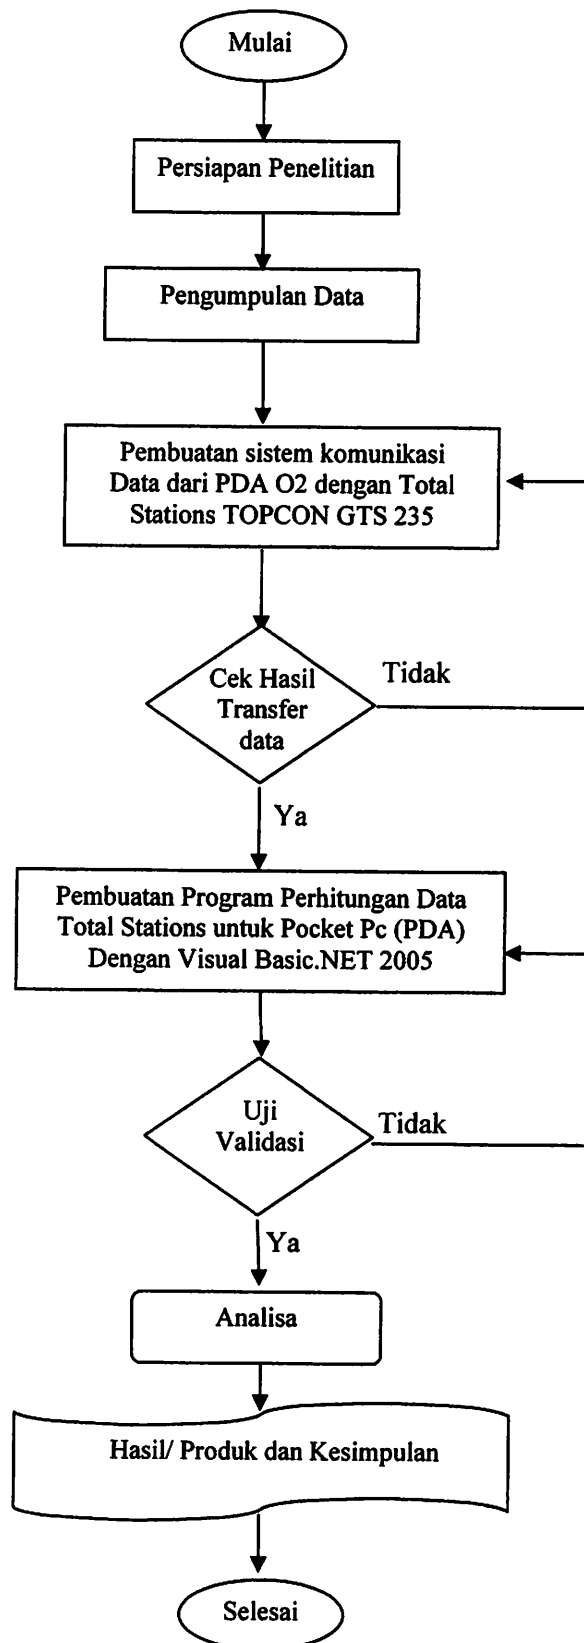 Mulai
Persiapan Penelitian
Pengumpulan Data
Pembuatan sistem komunikasi
Data dari PDA O2 dengan Total
Stations TOPCON GTS 235
Cek Hasil
Transfer
data
Tidak
Ya
Pembuatan Program Perhitungan Data
Total Stations untuk Pocket Pc (PDA)
Dengan Visual Basic.NET 2005
Uji
Validasi
Tidak
Ya
Analisa
Hasil/ Produk dan Kesimpulan
Selesai